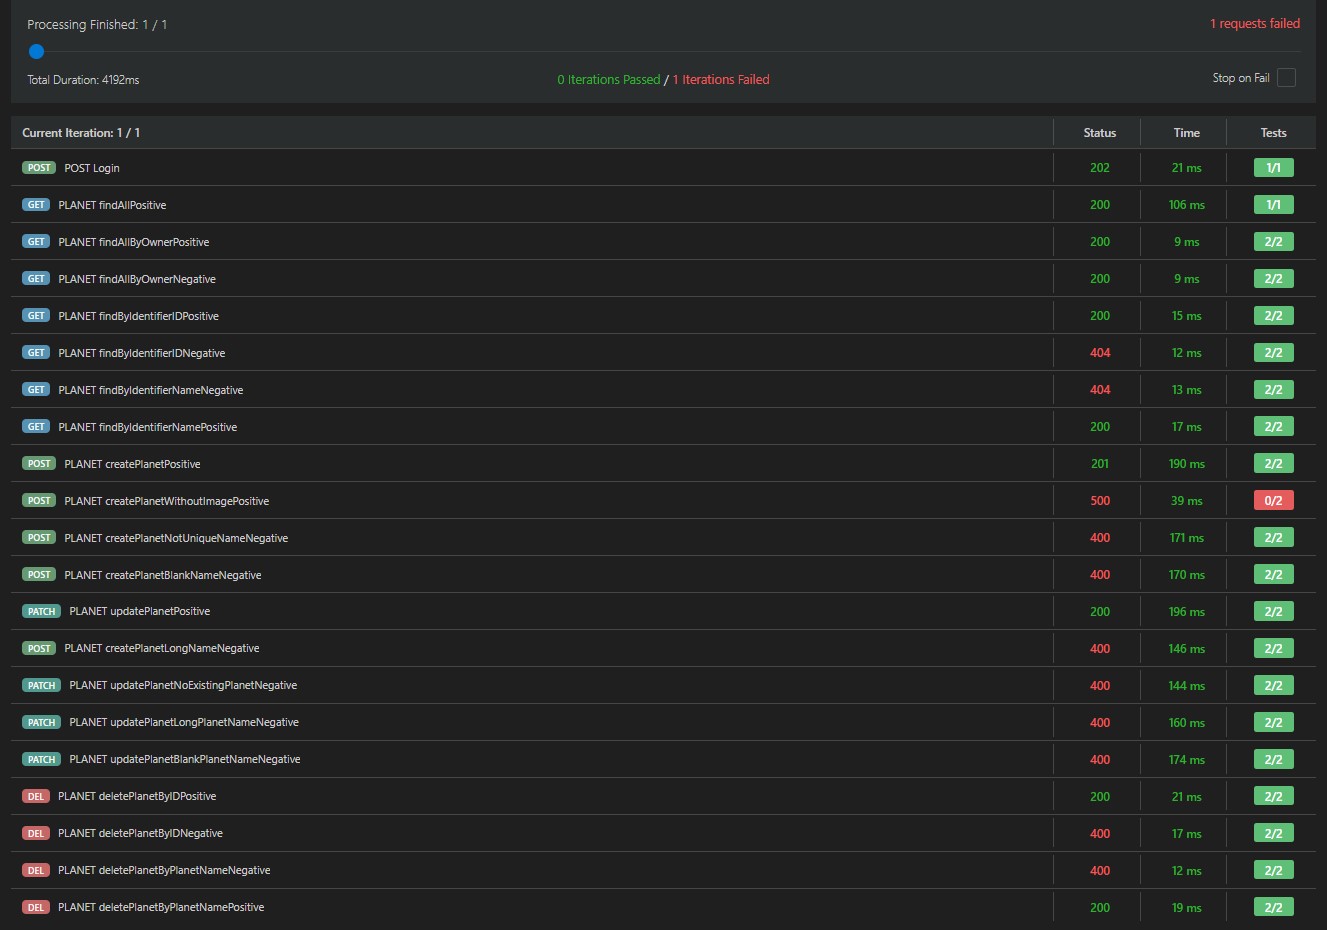 Processing Finished: 1 / 1 1 requests failed
Total Duration: 4192ms 0 Iterations Passed / 1 Iterations Failed Stop on Fail
Current Iteration: 1 / 1 Status Time Tests
POST POST Login 202 21 ms 1/1
GET PLANET findAllPositive 200 106 ms 1/1
GET PLANET findAllByOwnerPositive 200 9 ms 2/2
GET PLANET findAllByOwnerNegative 200 9 ms 2/2
GET PLANET findByIdentifierIDPositive 200 15 ms 2/2
GET PLANET findByIdentifierIDNegative 404 12 ms 2/2
GET PLANET findByIdentifierNameNegative 404 13 ms 2/2
GET PLANET findByIdentifierNamePositive 200 17 ms 2/2
POST PLANET createPlanetPositive 201 190 ms 2/2
POST PLANET createPlanetWithoutImagePositive 500 39 ms 0/2
POST PLANET createPlanetNotUniqueNameNegative 400 171 ms 2/2
POST PLANET createPlanetBlankNameNegative 400 170 ms 2/2
PATCH PLANET updatePlanetPositive 200 196 ms 2/2
POST PLANET createPlanetLongNameNegative 400 146 ms 2/2
PATCH PLANET updatePlanetNoExistingPlanetNegative 400 144 ms 2/2
PATCH PLANET updatePlanetLongPlanetNameNegative 400 160 ms 2/2
PATCH PLANET updatePlanetBlankPlanetNameNegative 400 174 ms 2/2
DEL PLANET deletePlanetByIDPositive 200 21 ms 2/2
DEL PLANET deletePlanetByIDNegative 400 17 ms 2/2
DEL PLANET deletePlanetByPlanetNameNegative 400 12 ms 2/2
DEL PLANET deletePlanetByPlanetNamePositive 200 19 ms 2/2